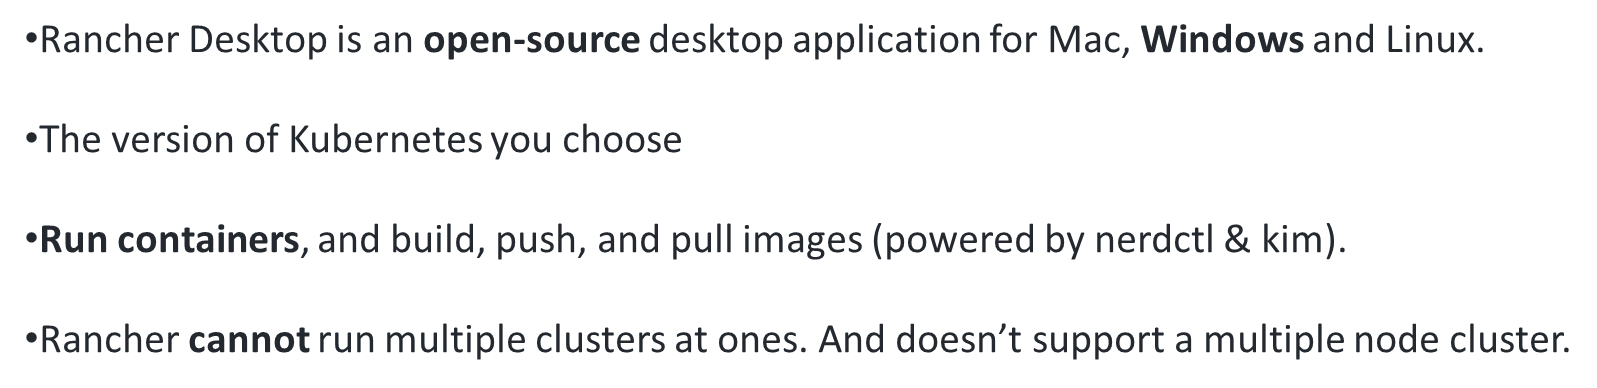 •Rancher Desktop is an open-source desktop application for Mac, Windows and Linux.
•The version of Kubernetes you choose
•Run containers, and build, push, and pull images (powered by nerdctl & kim).
•Rancher cannot run multiple clusters at ones. And doesn’t support a multiple node cluster.